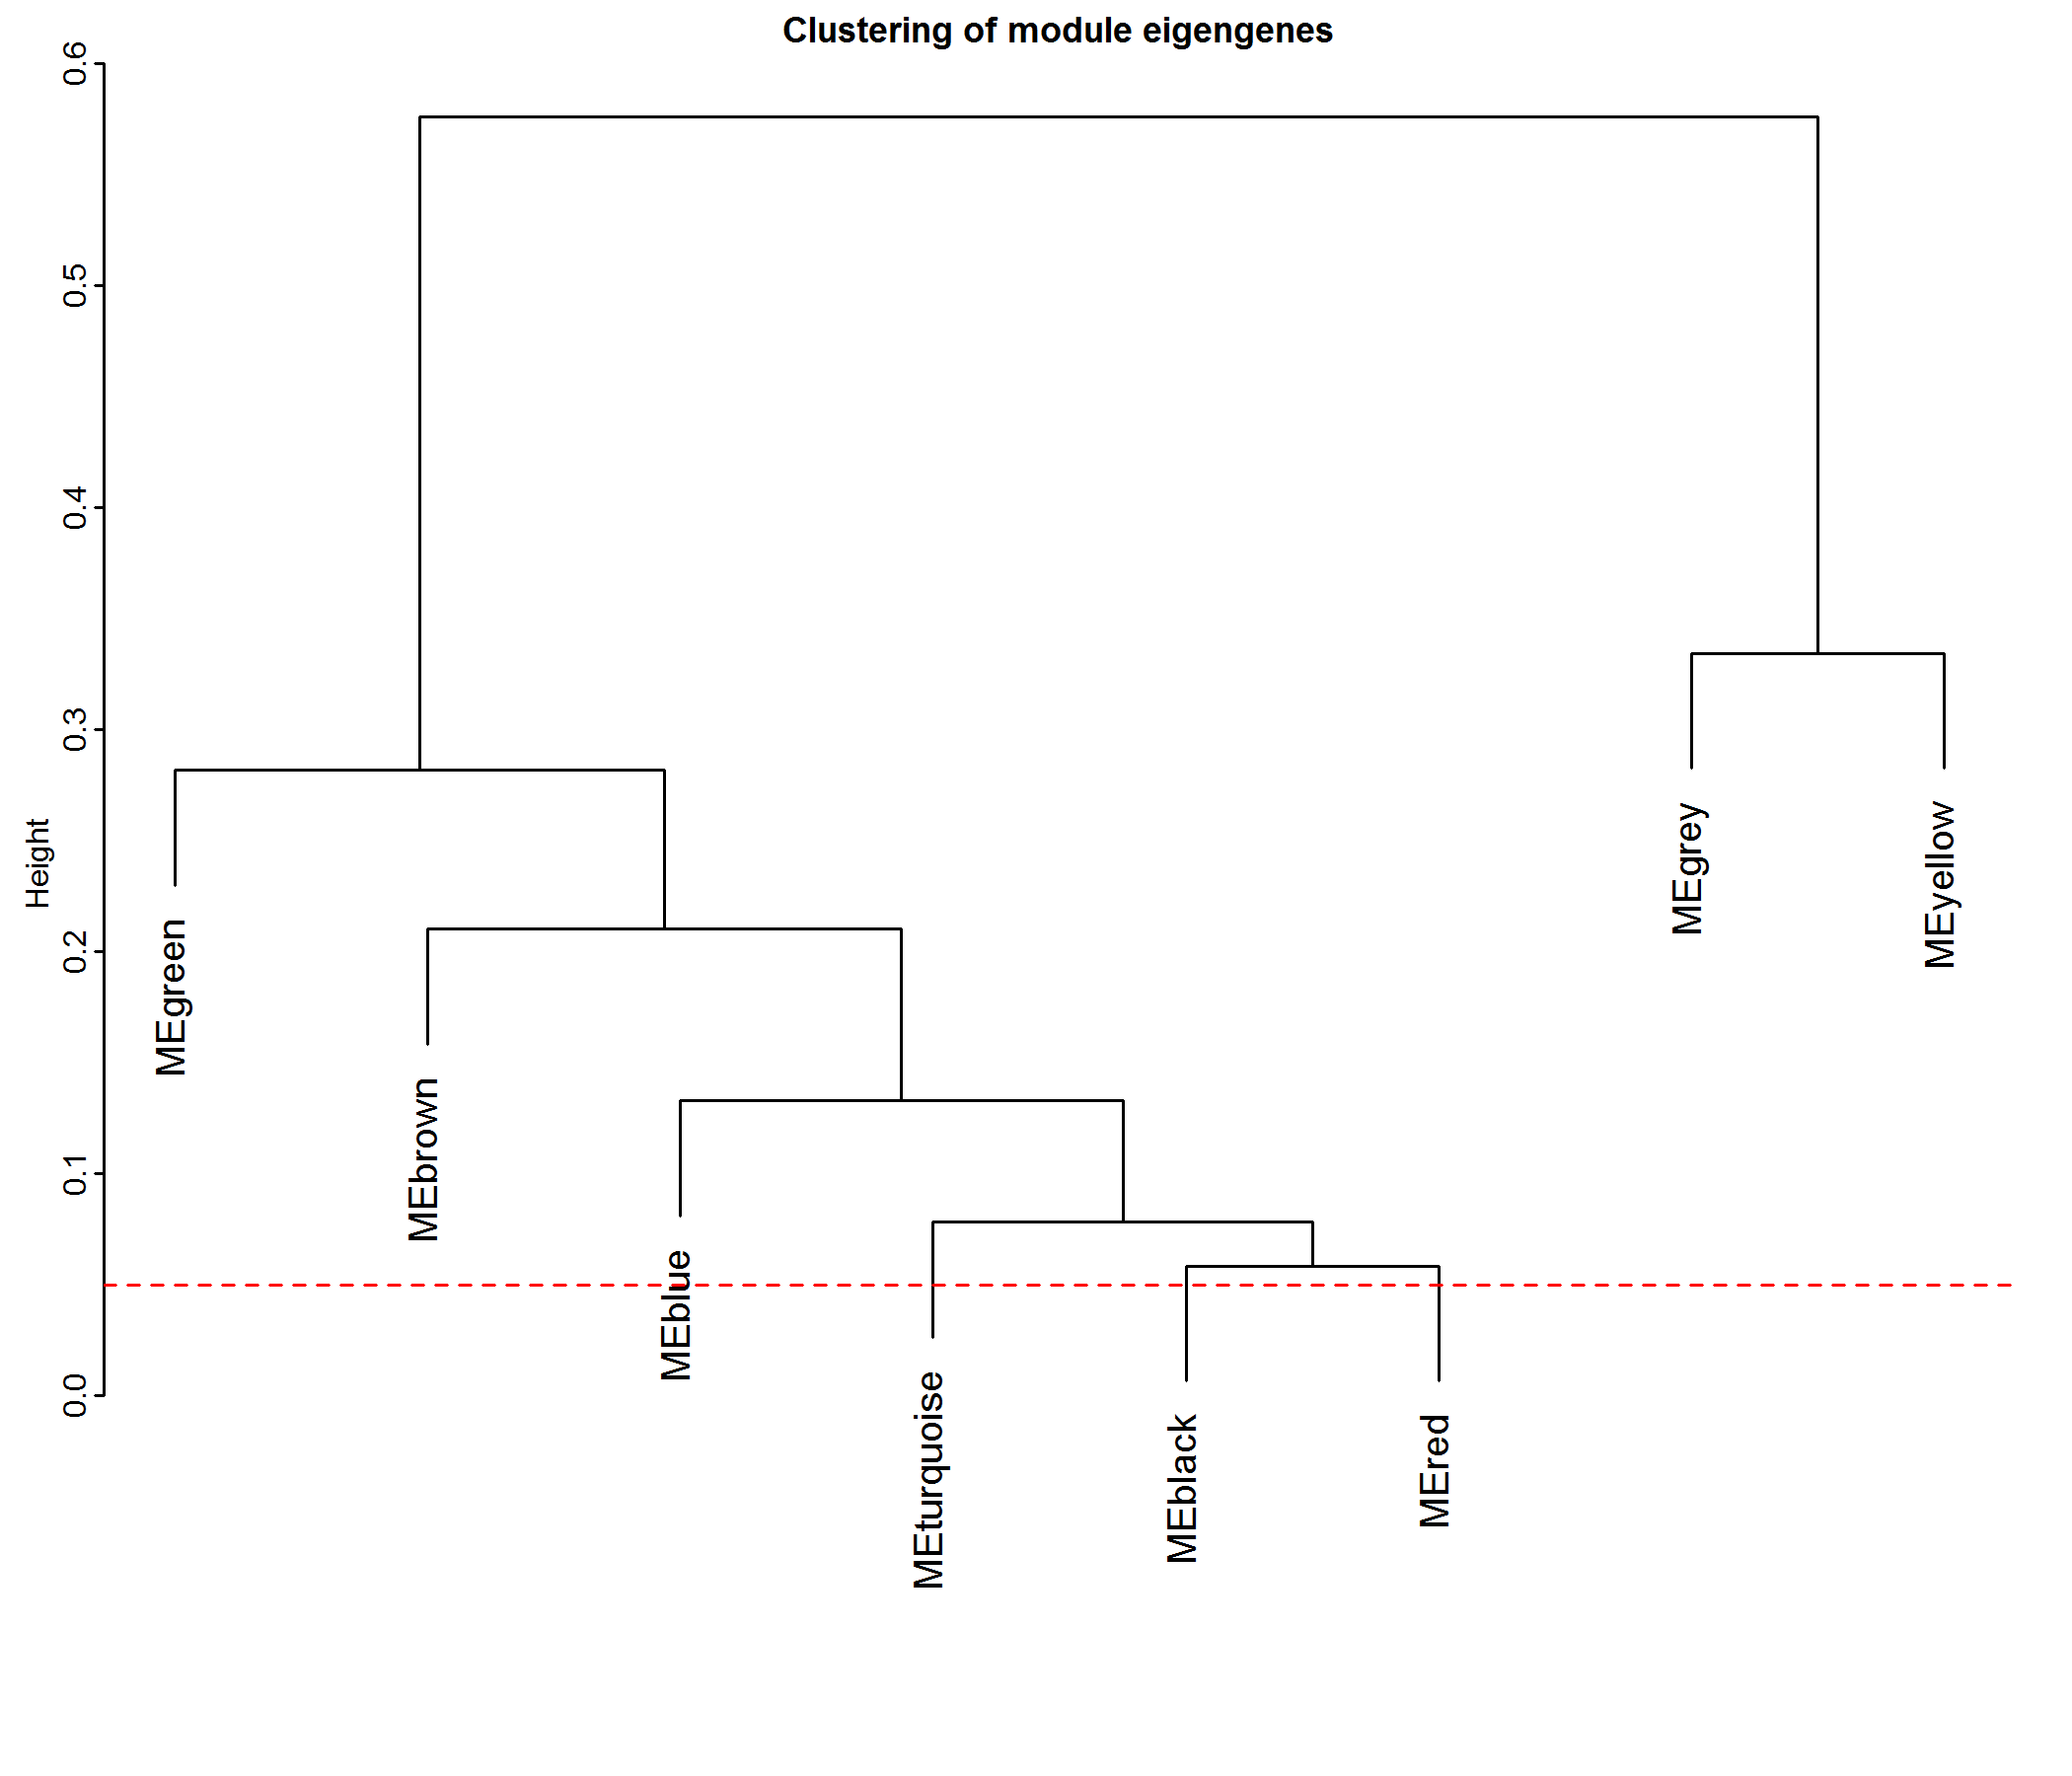 Clustering of module eigengenes
0.6
0.5
0.4
0.3
0.2
0.1
0.0
Height
MEgreen
MEbrown
MEblue
MEturquoise
MEblack
MEred
MEgrey
MEyellow